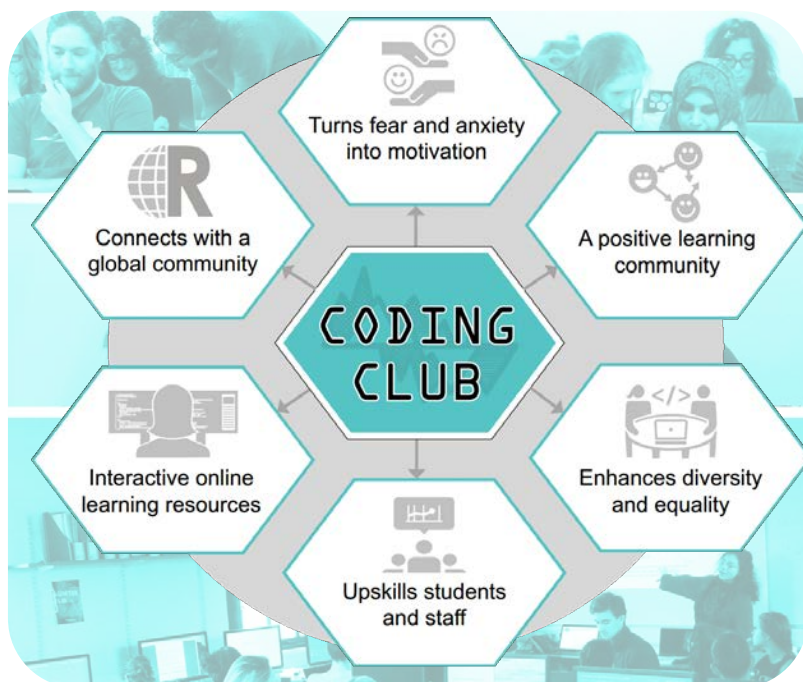 Turns fear and anxiety
into motivation
R
Connects with a
global community
A positive learning
community
CODING
CLUB
Interactive online
learning resources
</>
Enhances diversity
and equality
Upskills students
and staff